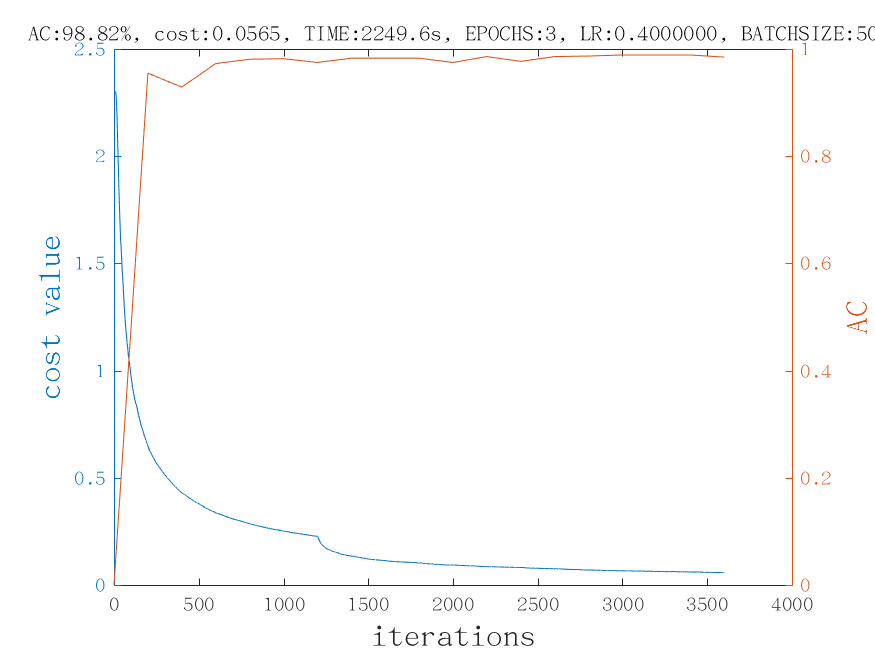 AC:98.82%, cost:0.0565, TIME:2249.6s, EPOCHS:3, LR:0.4000000, BATCHSIZE:50
2.5
2
1.5
1
0.5
0
cost value
1
0.8
0.6
0.4
0.2
0
AC
0 500 1000 1500 2000 2500 3000 3500 4000
iterations